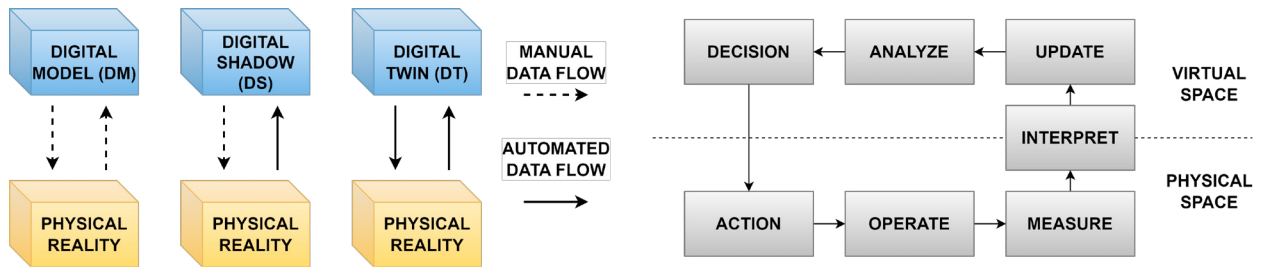 DIGITAL
MODEL (DM)
DIGITAL
SHADOW
(DS)
DIGITAL
TWIN (DT)
PHYSICAL
REALITY
PHYSICAL
REALITY
PHYSICAL
REALITY
MANUAL
DATA FLOW
AUTOMATED
DATA FLOW
DECISION
ANALYZE
UPDATE
VIRTUAL
SPACE
INTERPRET
PHYSICAL
SPACE
ACTION
OPERATE
MEASURE